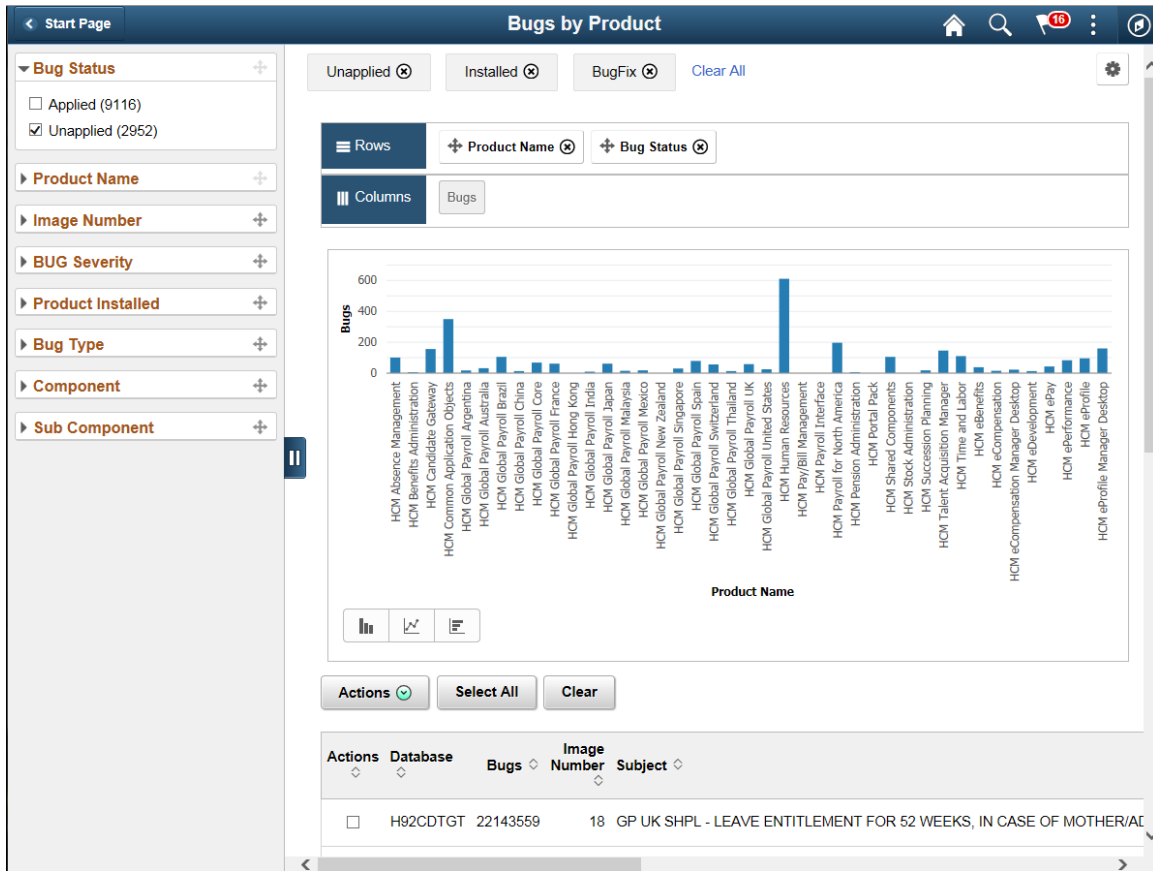 Start Page
Bugs by Product
16
Bug Status
Applied (9116)
Unapplied (2952)
Product Name
Image Number
BUG Severity
Product Installed
Bug Type
Component
Sub Component
Unapplied
Installed
BugFix
Clear All
Rows
Product Name
Bug Status
Columns
Bugs
600
400
200
0
Bugs
HCM Absence Management
HCM Benefits Administration
HCM Candidate Gateway
HCM Common Application Objects
HCM Global Payroll Argentina
HCM Global Payroll Australia
HCM Global Payroll Brazil
HCM Global Payroll China
HCM Global Payroll Core
HCM Global Payroll France
HCM Global Payroll Hong Kong
HCM Global Payroll India
HCM Global Payroll Japan
HCM Global Payroll Malaysia
HCM Global Payroll Mexico
HCM Global Payroll New Zealand
HCM Global Payroll Singapore
HCM Global Payroll Spain
HCM Global Payroll Switzerland
HCM Global Payroll Thailand
HCM Global Payroll UK
HCM Global Payroll United States
HCM Human Resources
HCM Pay/Bill Management
HCM Payroll Interface
HCM Payroll for North America
HCM Pension Administration
HCM Portal Pack
HCM Shared Components
HCM Stock Administration
HCM Succession Planning
HCM Talent Acquisition Manager
HCM Time and Labor
HCM eBenefits
HCM eCompensation
HCM eCompensation Manager Desktop
HCM eDevelopment
HCM ePay
HCM ePerformance
HCM eProfile
HCM eProfile Manager Desktop
Product Name
Actions
Select All
Clear
Actions Database Bugs Image Number Subject
H92CDTGT 22143559 18 GP UK SHPL - LEAVE ENTITLEMENT FOR 52 WEEKS, IN CASE OF MOTHER/AD